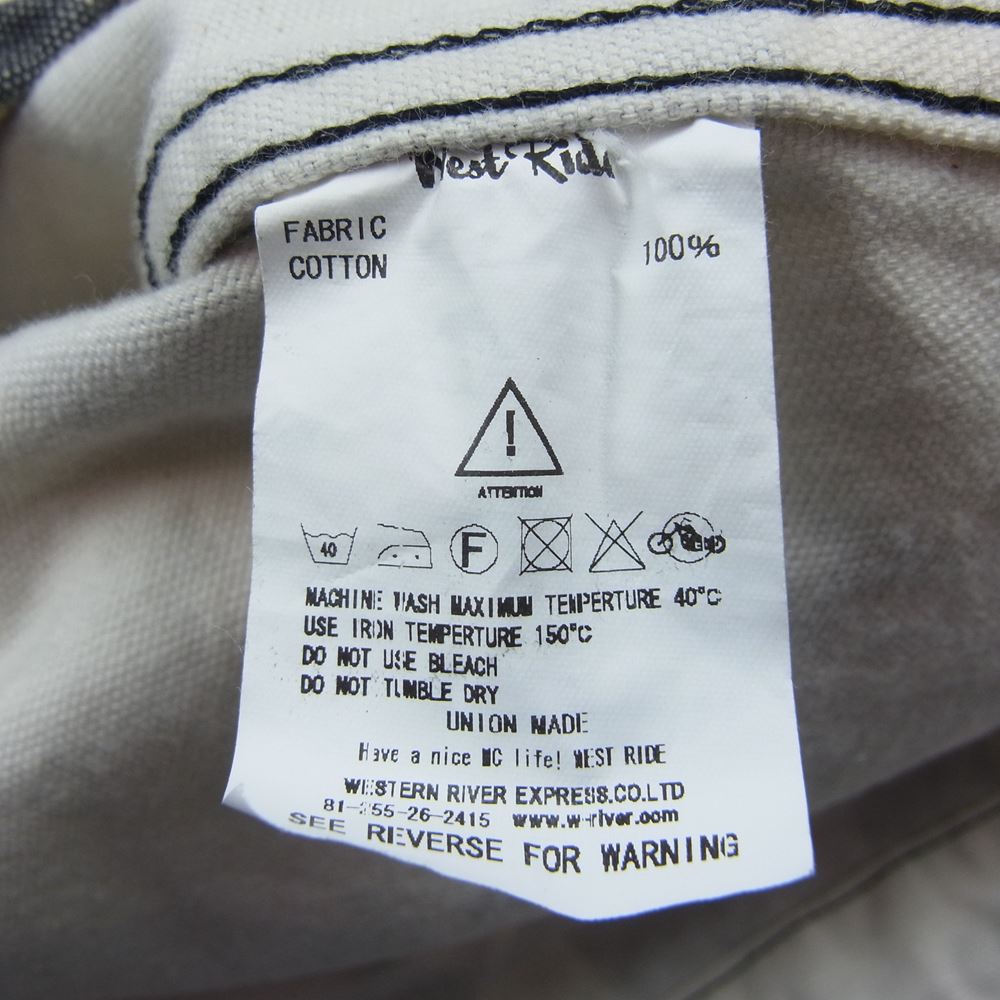 West Ride
FABRIC
COTTON 100%
!
ATTENTION
40 F
MACHINE WASH MAXIMUM TEMPERTURE 40°C
USE IRON TEMPERTURE 150°C
DO NOT USE BLEACH
DO NOT TUMBLE DRY
UNION MADE
Have a nice MC life! WEST RIDE
WESTERN RIVER EXPRESS.CO.LTD
81-255-26-2415 www.w-river.com
SEE REVERSE FOR WARNING